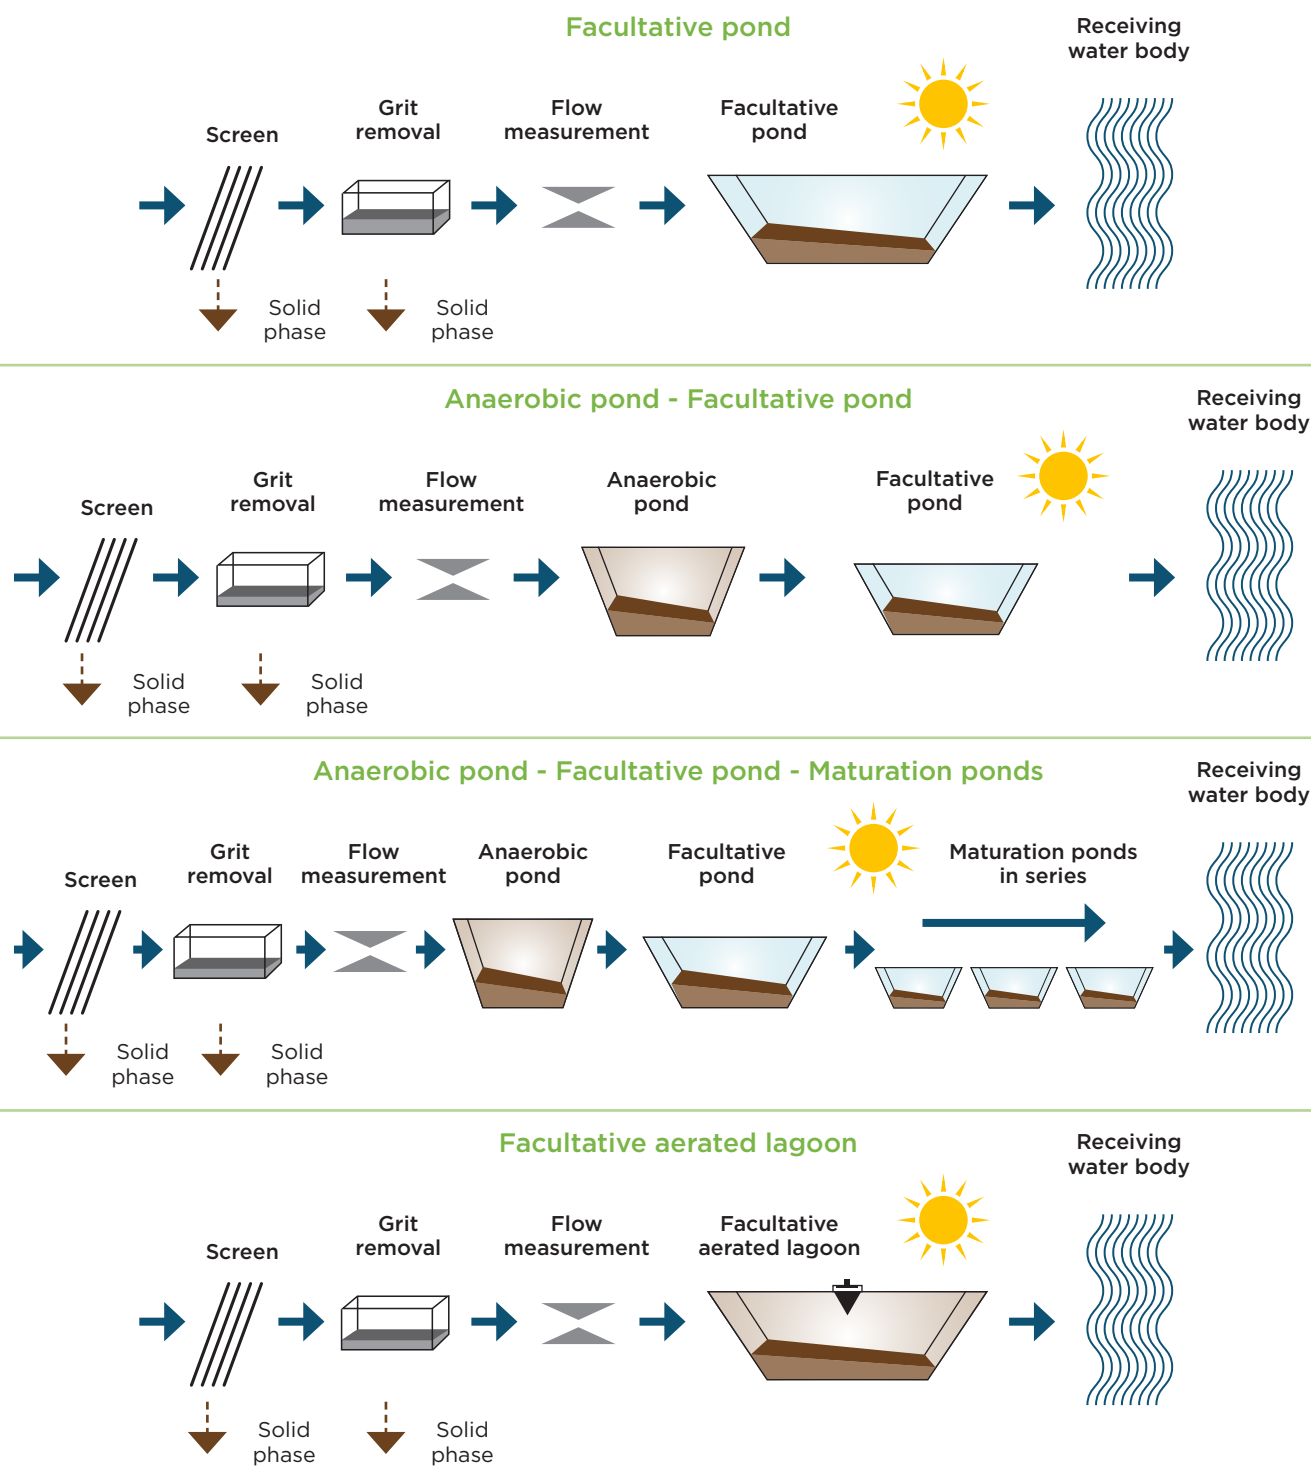 Facultative pond
Receiving
water body
Screen
Grit
removal
Flow
measurement
Facultative
pond
Solid
phase
Solid
phase
Anaerobic pond - Facultative pond
Receiving
water body
Screen
Grit
removal
Flow
measurement
Anaerobic
pond
Facultative
pond
Solid
phase
Solid
phase
Anaerobic pond - Facultative pond - Maturation ponds
Receiving
water body
Screen
Grit
removal
Flow
measurement
Anaerobic
pond
Facultative
pond
Maturation ponds
in series
Solid
phase
Solid
phase
Facultative aerated lagoon
Receiving
water body
Screen
Grit
removal
Flow
measurement
Facultative
aerated lagoon
Solid
phase
Solid
phase